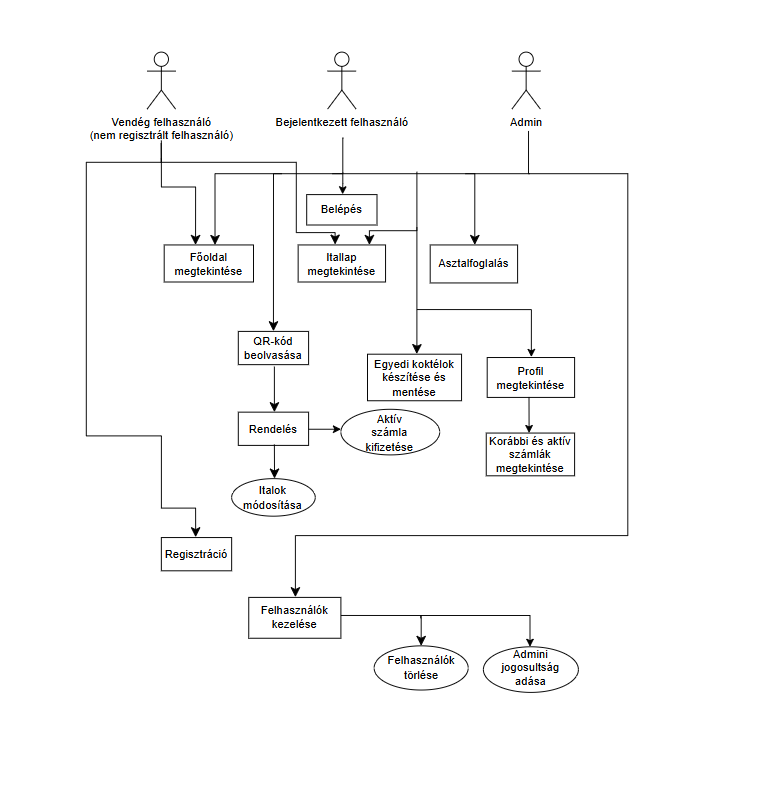 Vendég felhasználó
(nem regisztrált felhasználó)
Bejelentkezett felhasználó
Admin
Belépés
Főoldal
megtekintése
Itallap
megtekintése
Asztalfoglalás
QR-kód
beolvasása
Egyedi koktélok
készítése és
mentése
Profil
megtekintése
Rendelés
Aktív
számla
kifizetése
Korábbi és aktív
számlák
megtekintése
Italok
módosítása
Regisztráció
Felhasználók
kezelése
Felhasználók
törlése
Admini
jogosultság
adása